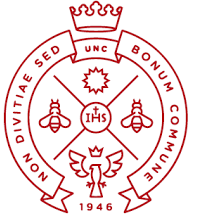 NON DIVITIAE SED
UNC
BONUM COMMUNE
IHS
1946